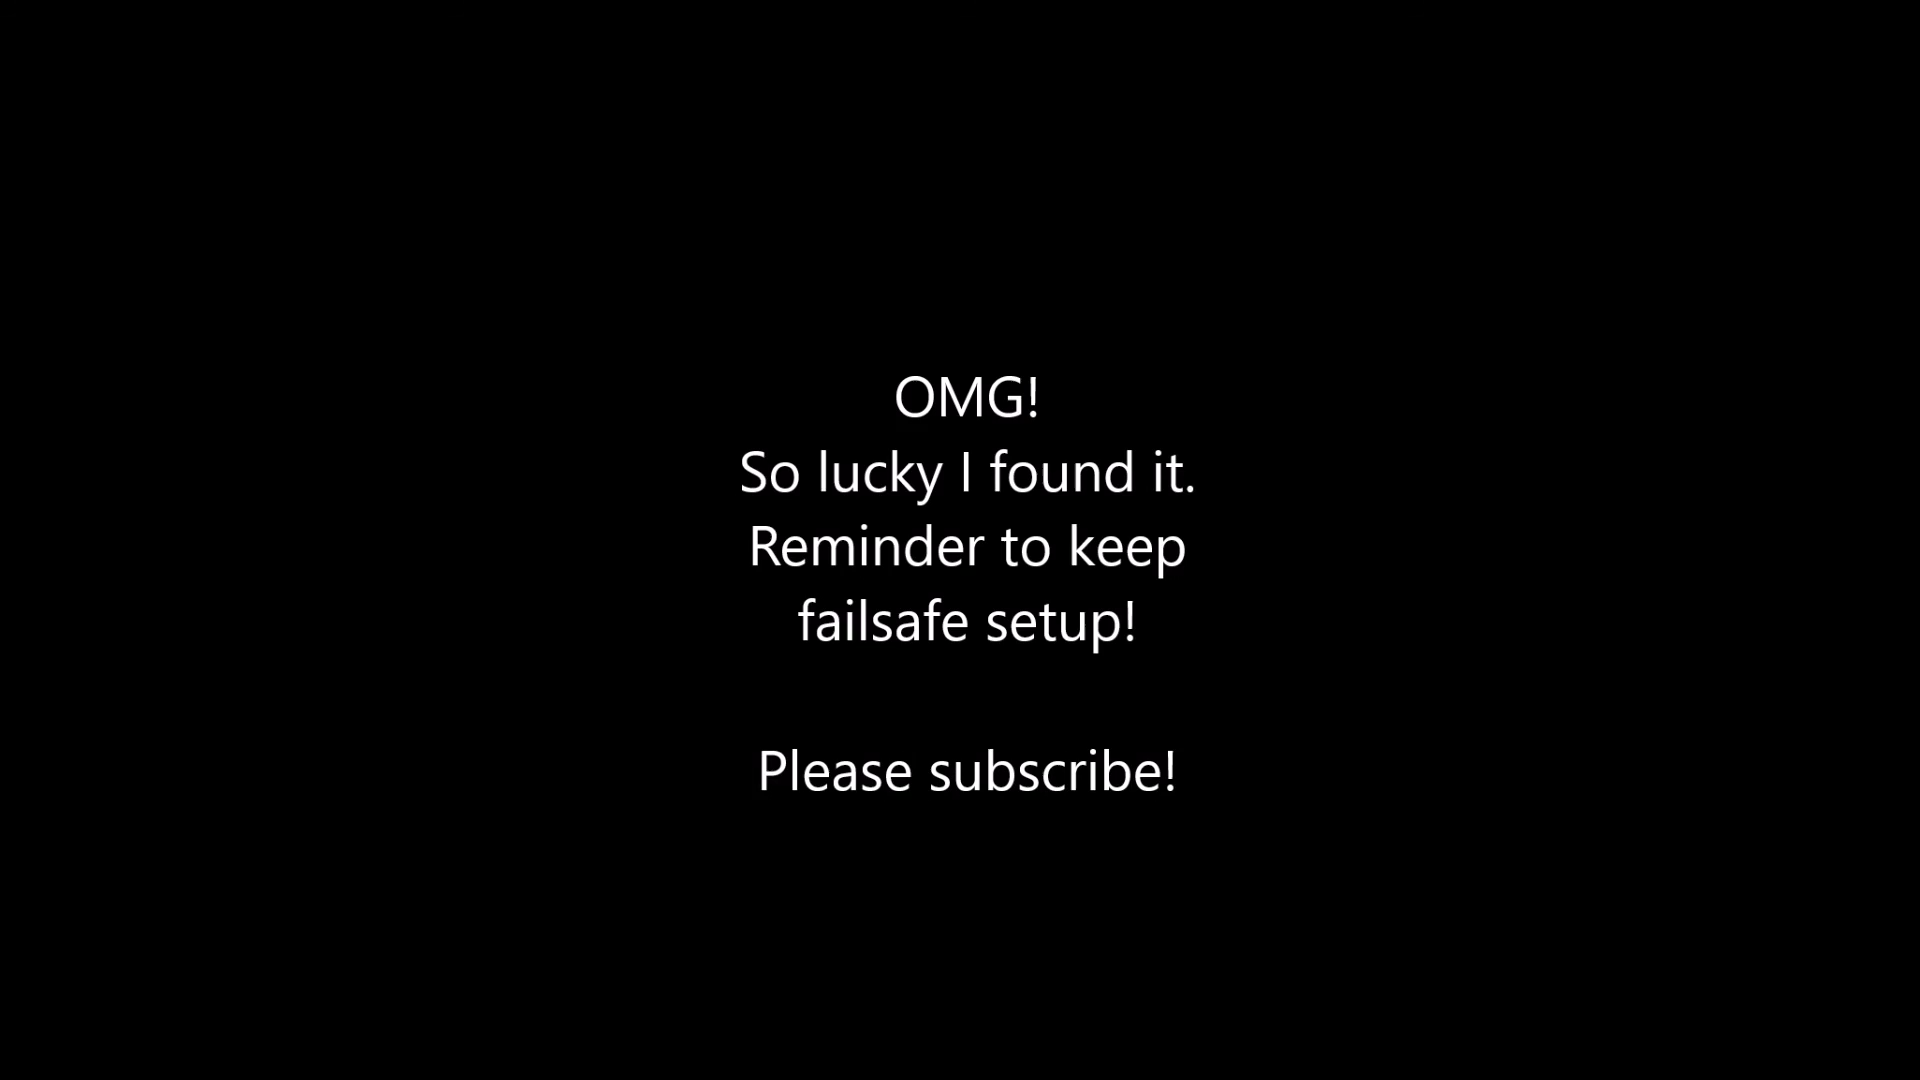 OMG!
So lucky I found it.
Reminder to keep
failsafe setup!
Please subscribe!